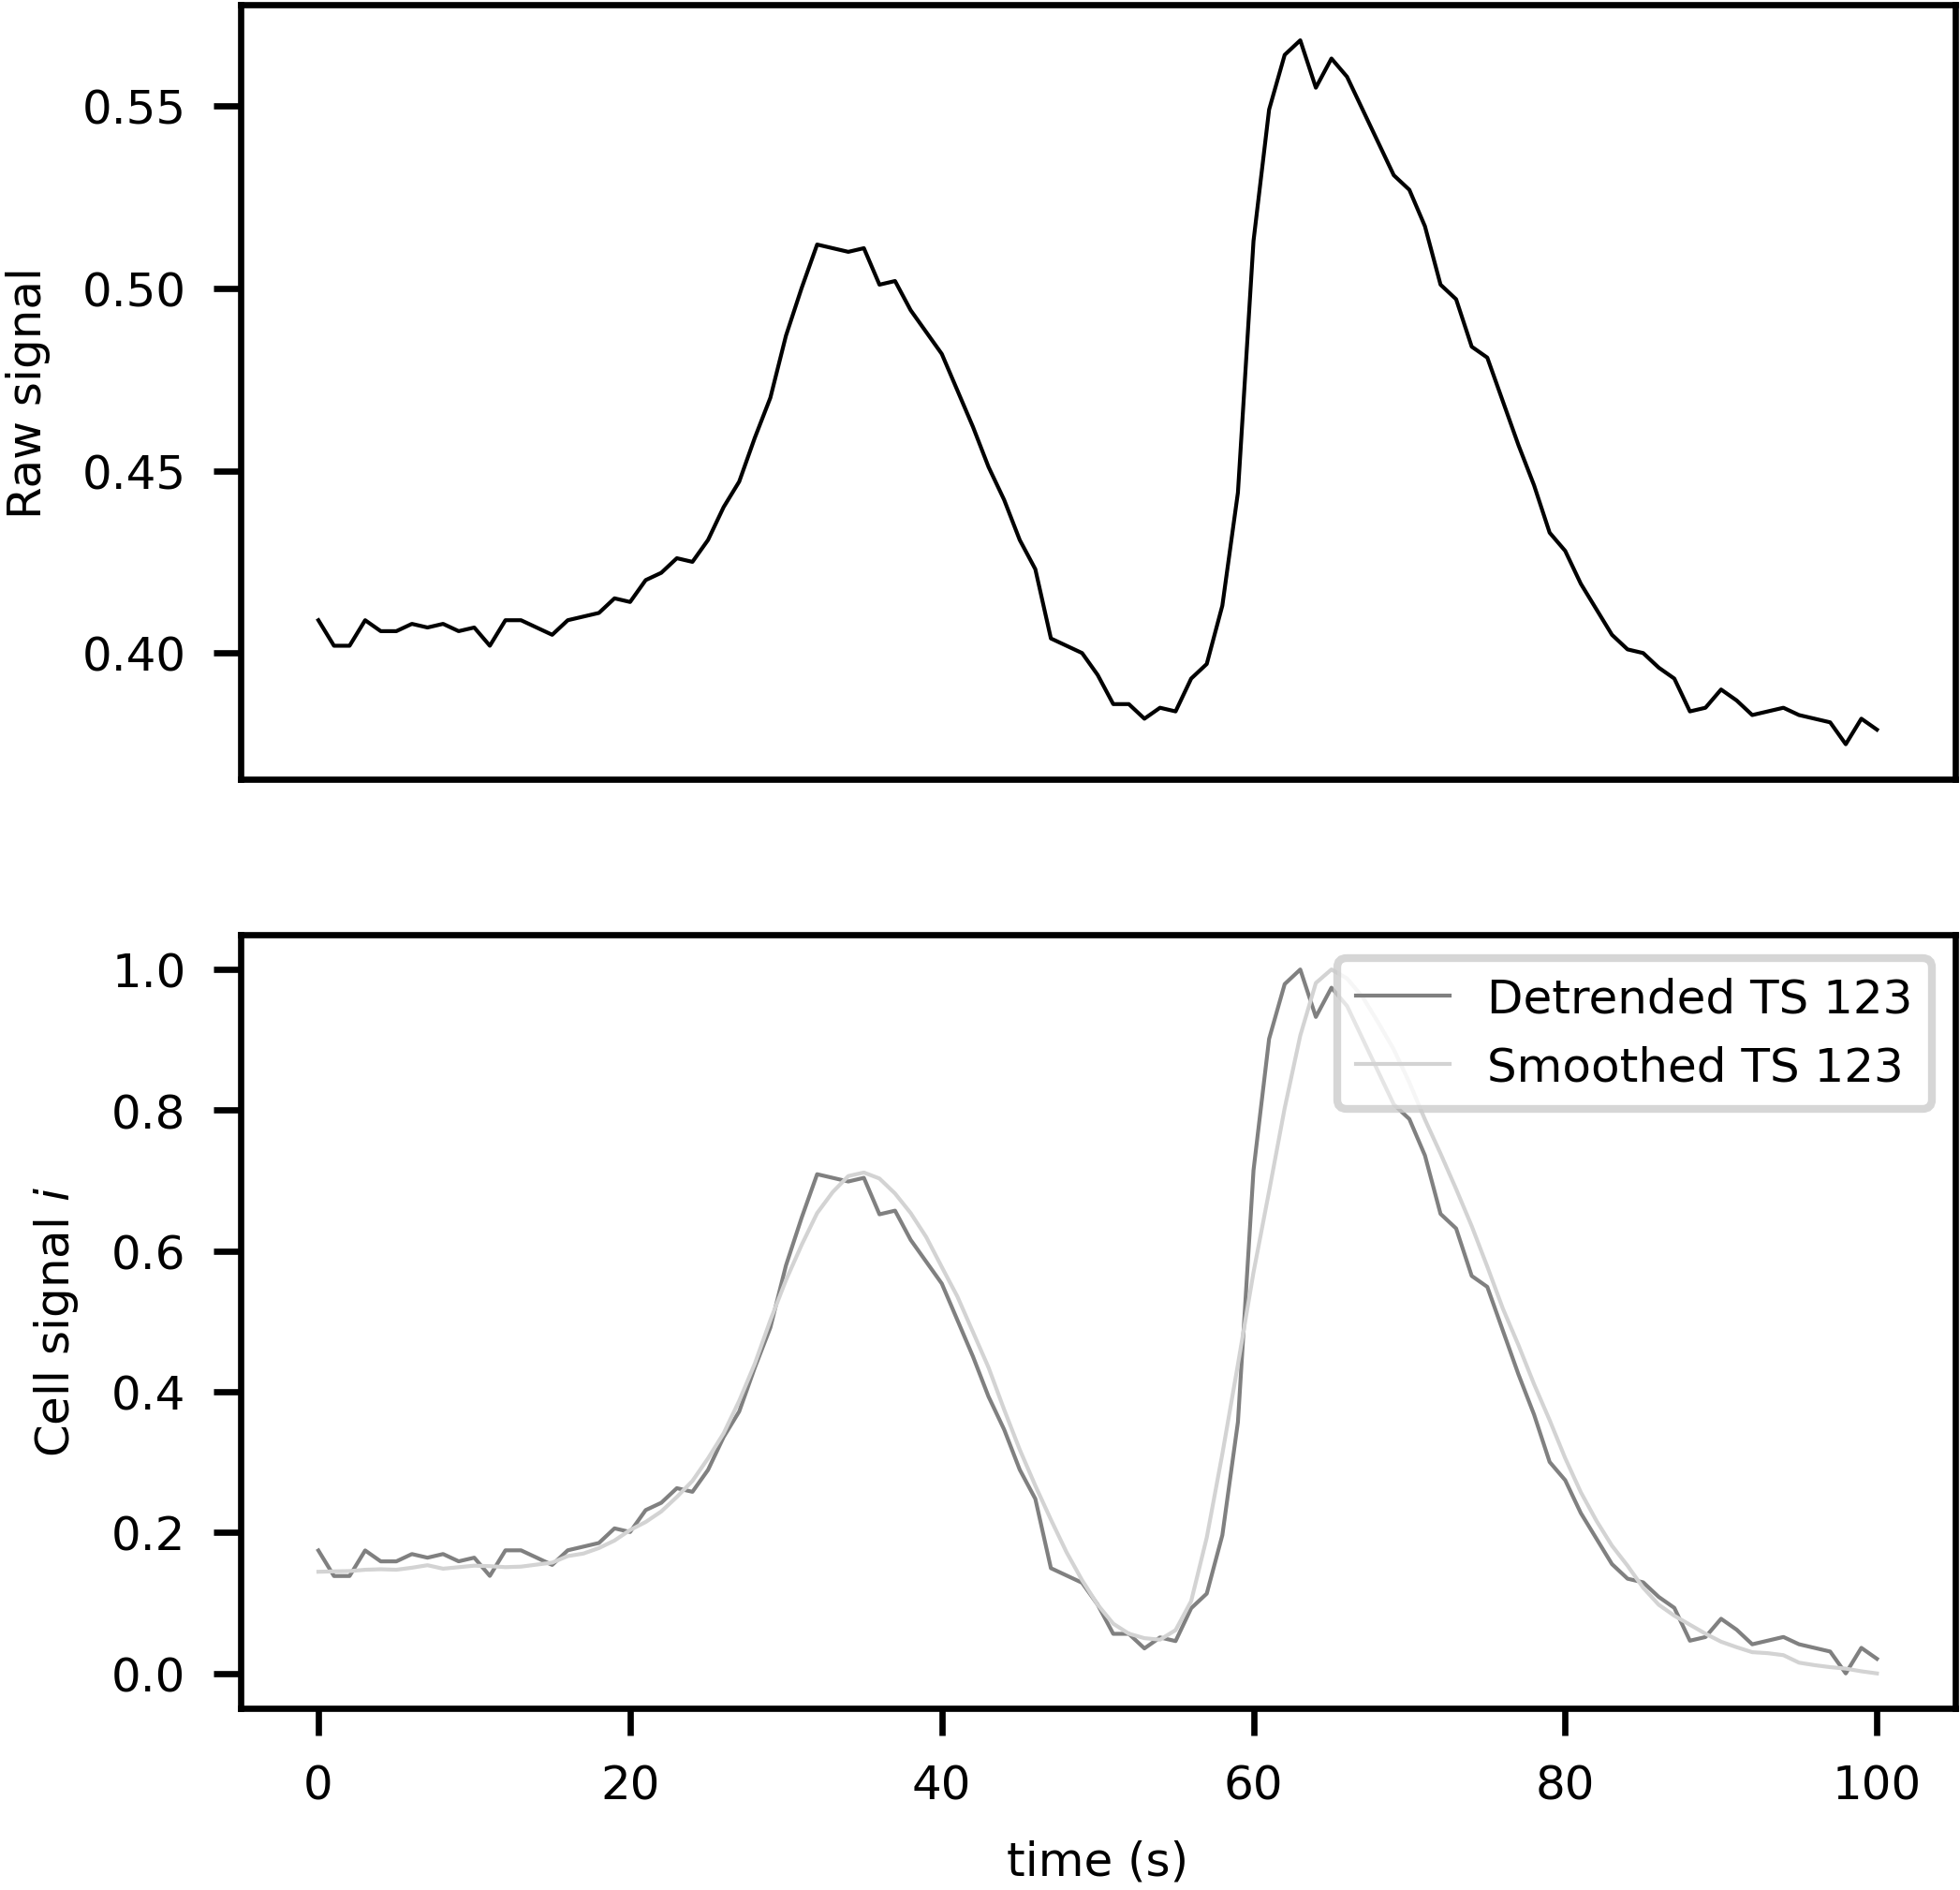 Raw signal
0.55
0.50
0.45
0.40
Cell signal i
1.0
0.8
0.6
0.4
0.2
0.0
Detrended TS 123
Smoothed TS 123
0 20 40 60 80 100
time (s)